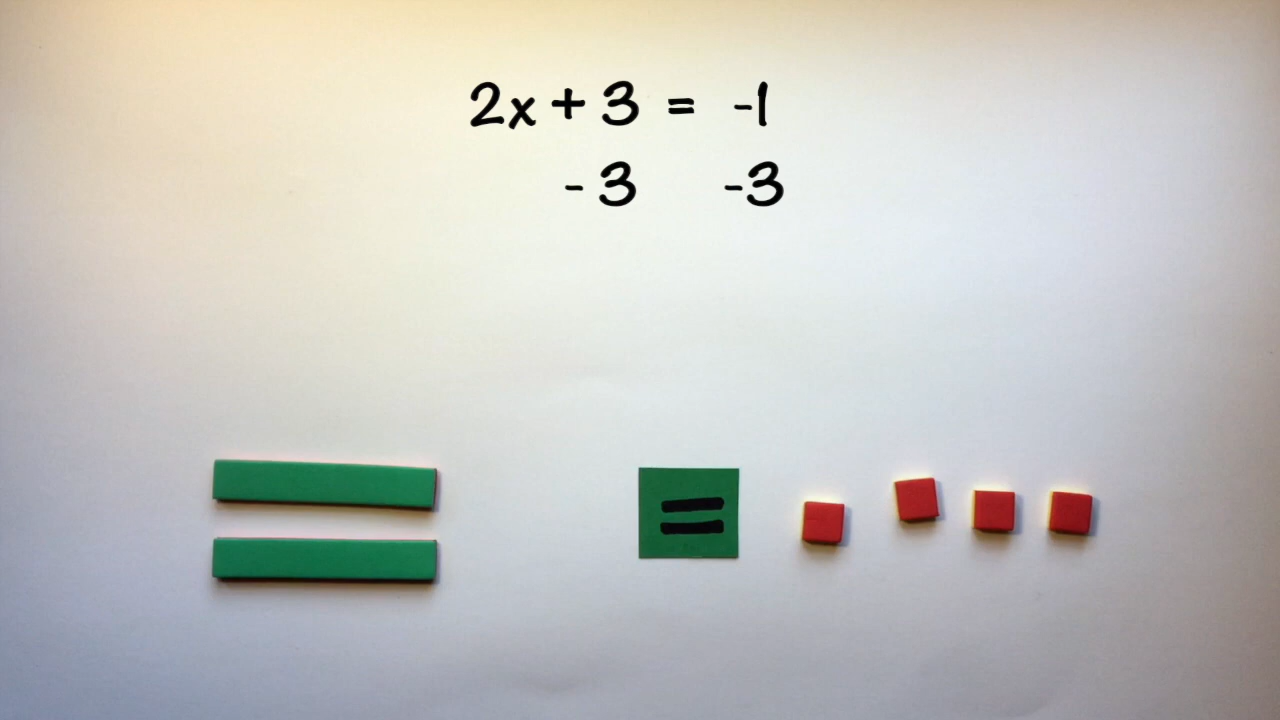 2x + 3 = -1
- 3 -3
=